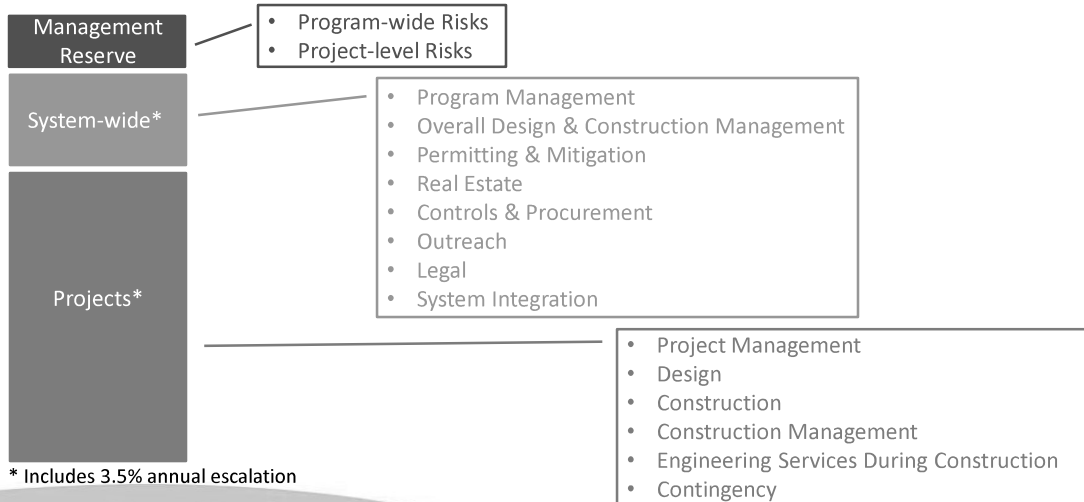 Management
Reserve
• Program-wide Risks
• Project-level Risks
System-wide*
• Program Management
• Overall Design & Construction Management
• Permitting & Mitigation
• Real Estate
• Controls & Procurement
• Outreach
• Legal
• System Integration
Projects*
• Project Management
• Design
• Construction
• Construction Management
• Engineering Services During Construction
• Contingency
* Includes 3.5% annual escalation